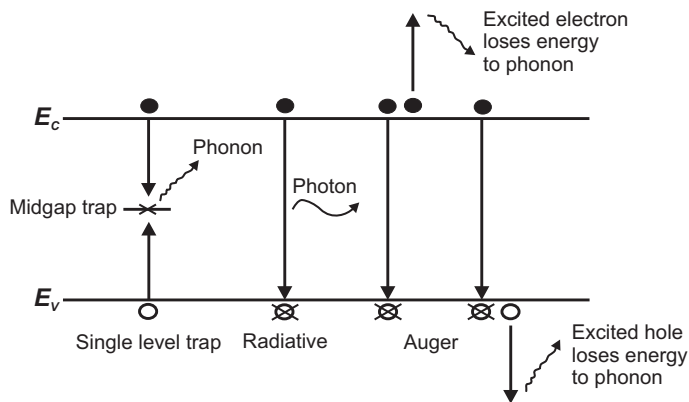 Excited electron
loses energy
to phonon
E_c
Phonon
Photon
Midgap trap
E_v
Single level trap
Radiative
Auger
Excited hole
loses energy
to phonon